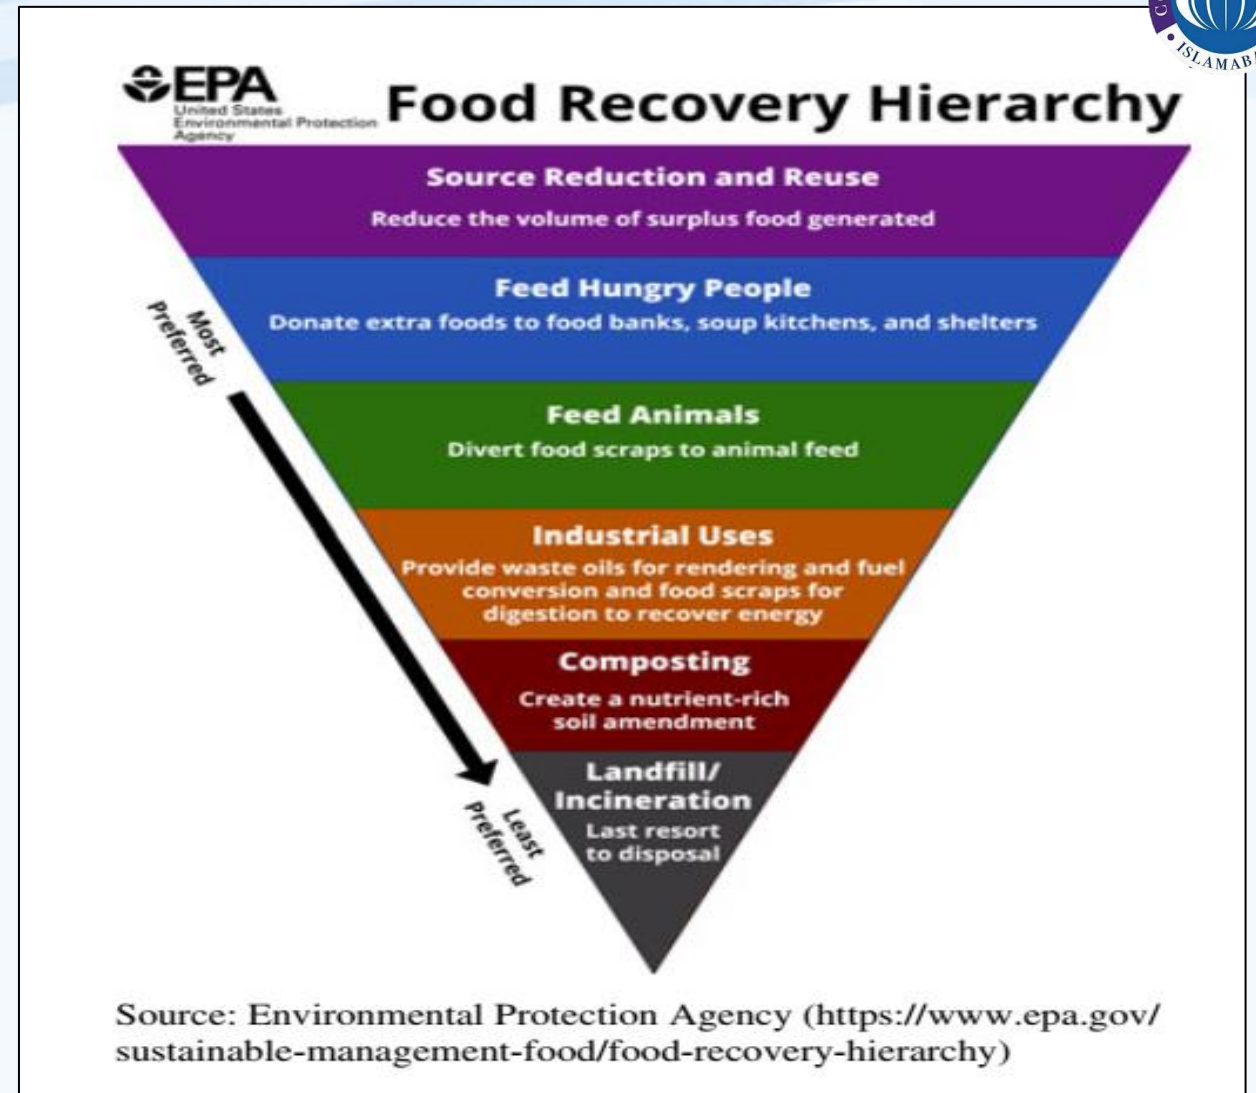 ISLAMAB
EPA
United States
Environmental Protection
Agency
Food Recovery Hierarchy
Source Reduction and Reuse
Reduce the volume of surplus food generated
Feed Hungry People
Donate extra foods to food banks, soup kitchens, and shelters
Most
Preferred
Feed Animals
Divert food scraps to animal feed
Industrial Uses
Provide waste oils for rendering and fuel
conversion and food scraps for
digestion to recover energy
Composting
Create a nutrient-rich
soil amendment
Landfill/
Incineration
Last resort
to disposal
Least
Preferred
Source: Environmental Protection Agency (https://www.epa.gov/
sustainable-management-food/food-recovery-hierarchy)